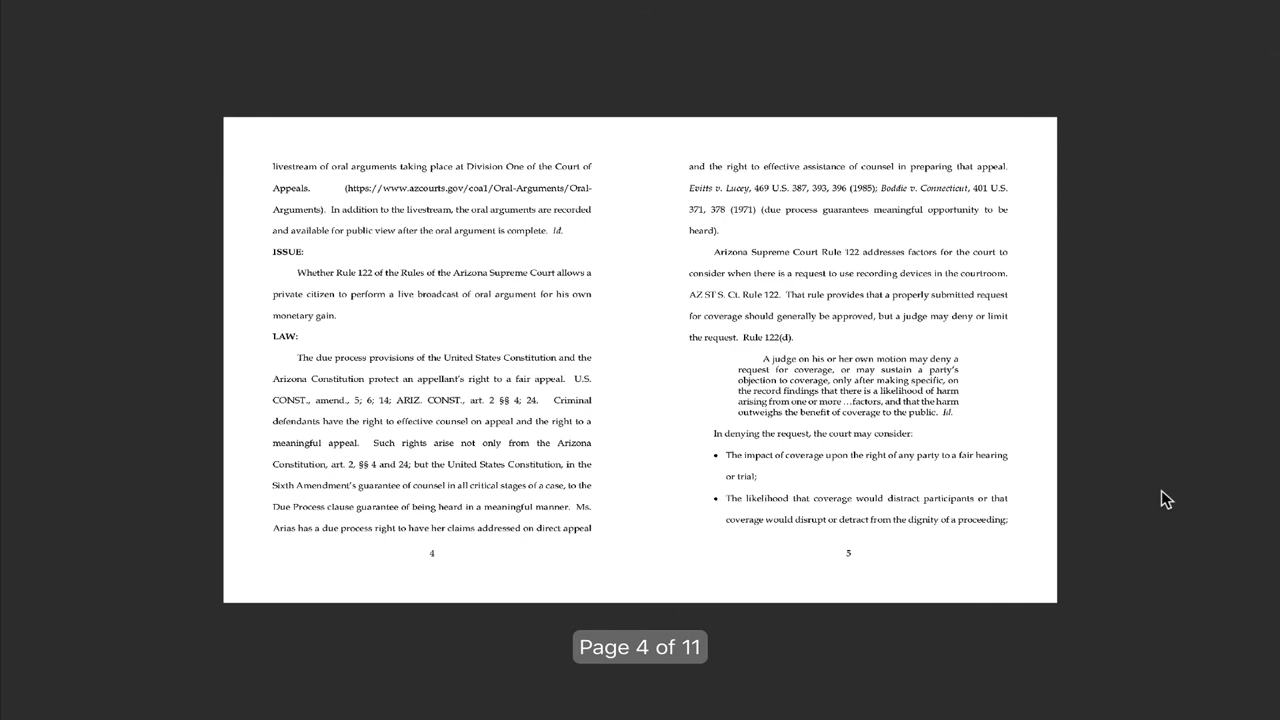 livestream of oral arguments taking place at Division One of the Court of
Appeals. (https://www.azcourts.gov/coa1/Oral-Arguments/Oral-
Arguments). In addition to the livestream, the oral arguments are recorded
and available for public view after the oral argument is complete. Id.
ISSUE:
Whether Rule 122 of the Rules of the Arizona Supreme Court allows a
private citizen to perform a live broadcast of oral argument for his own
monetary gain.
LAW:
The due process provisions of the United States Constitution and the
Arizona Constitution protect an appellant's right to a fair appeal. U.S.
CONST., amend., 5; 6; 14; ARIZ. CONST., art. 2 §§ 4; 24. Criminal
defendants have the right to effective counsel on appeal and the right to a
meaningful appeal. Such rights arise not only from the Arizona
Constitution, art. 2, §§ 4 and 24; but the United States Constitution, in the
Sixth Amendment's guarantee of counsel in all critical stages of a case, to the
Due Process clause guarantee of being heard in a meaningful manner. Ms.
Arias has a due process right to have her claims addressed on direct appeal
4
and the right to effective assistance of counsel in preparing that appeal.
Evitts v. Lucey, 469 U.S. 387, 393, 396 (1985); Boddie v. Connecticut, 401 U.S.
371, 378 (1971) (due process guarantees meaningful opportunity to be
heard).
Arizona Supreme Court Rule 122 addresses factors for the court to
consider when there is a request to use recording devices in the courtroom.
AZ ST S. Ct. Rule 122. That rule provides that a properly submitted request
for coverage should generally be approved, but a judge may deny or limit
the request. Rule 122(d).
A judge on his or her own motion may deny a
request for coverage, or may sustain a party's
objection to coverage, only after making specific, on
the record findings that there is a likelihood of harm
arising from one or more …factors, and that the harm
outweighs the benefit of coverage to the public. Id.
In denying the request, the court may consider:
• The impact of coverage upon the right of any party to a fair hearing
or trial;
• The likelihood that coverage would distract participants or that
coverage would disrupt or detract from the dignity of a proceeding;
5
Page 4 of 11